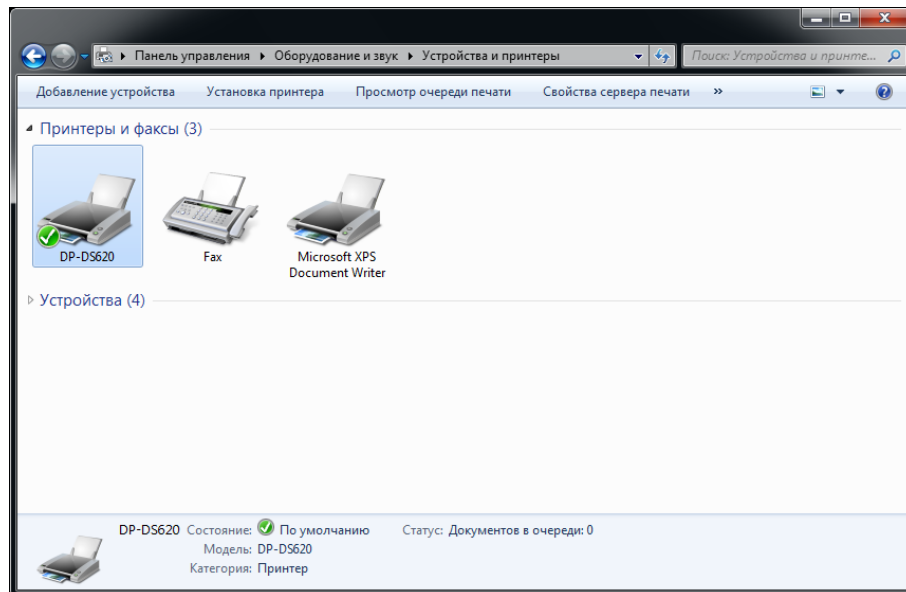 Панель управления Оборудование и звук Устройства и принтеры Поиск: Устройства и принте...
Добавление устройства Установка принтера Просмотр очереди печати Свойства сервера печати »
Принтеры и факсы (3)
DP-DS620 Fax Microsoft XPS
Document Writer
Устройства (4)
DP-DS620 Состояние: По умолчанию Статус: Документов в очереди: 0
Модель: DP-DS620
Категория: Принтер